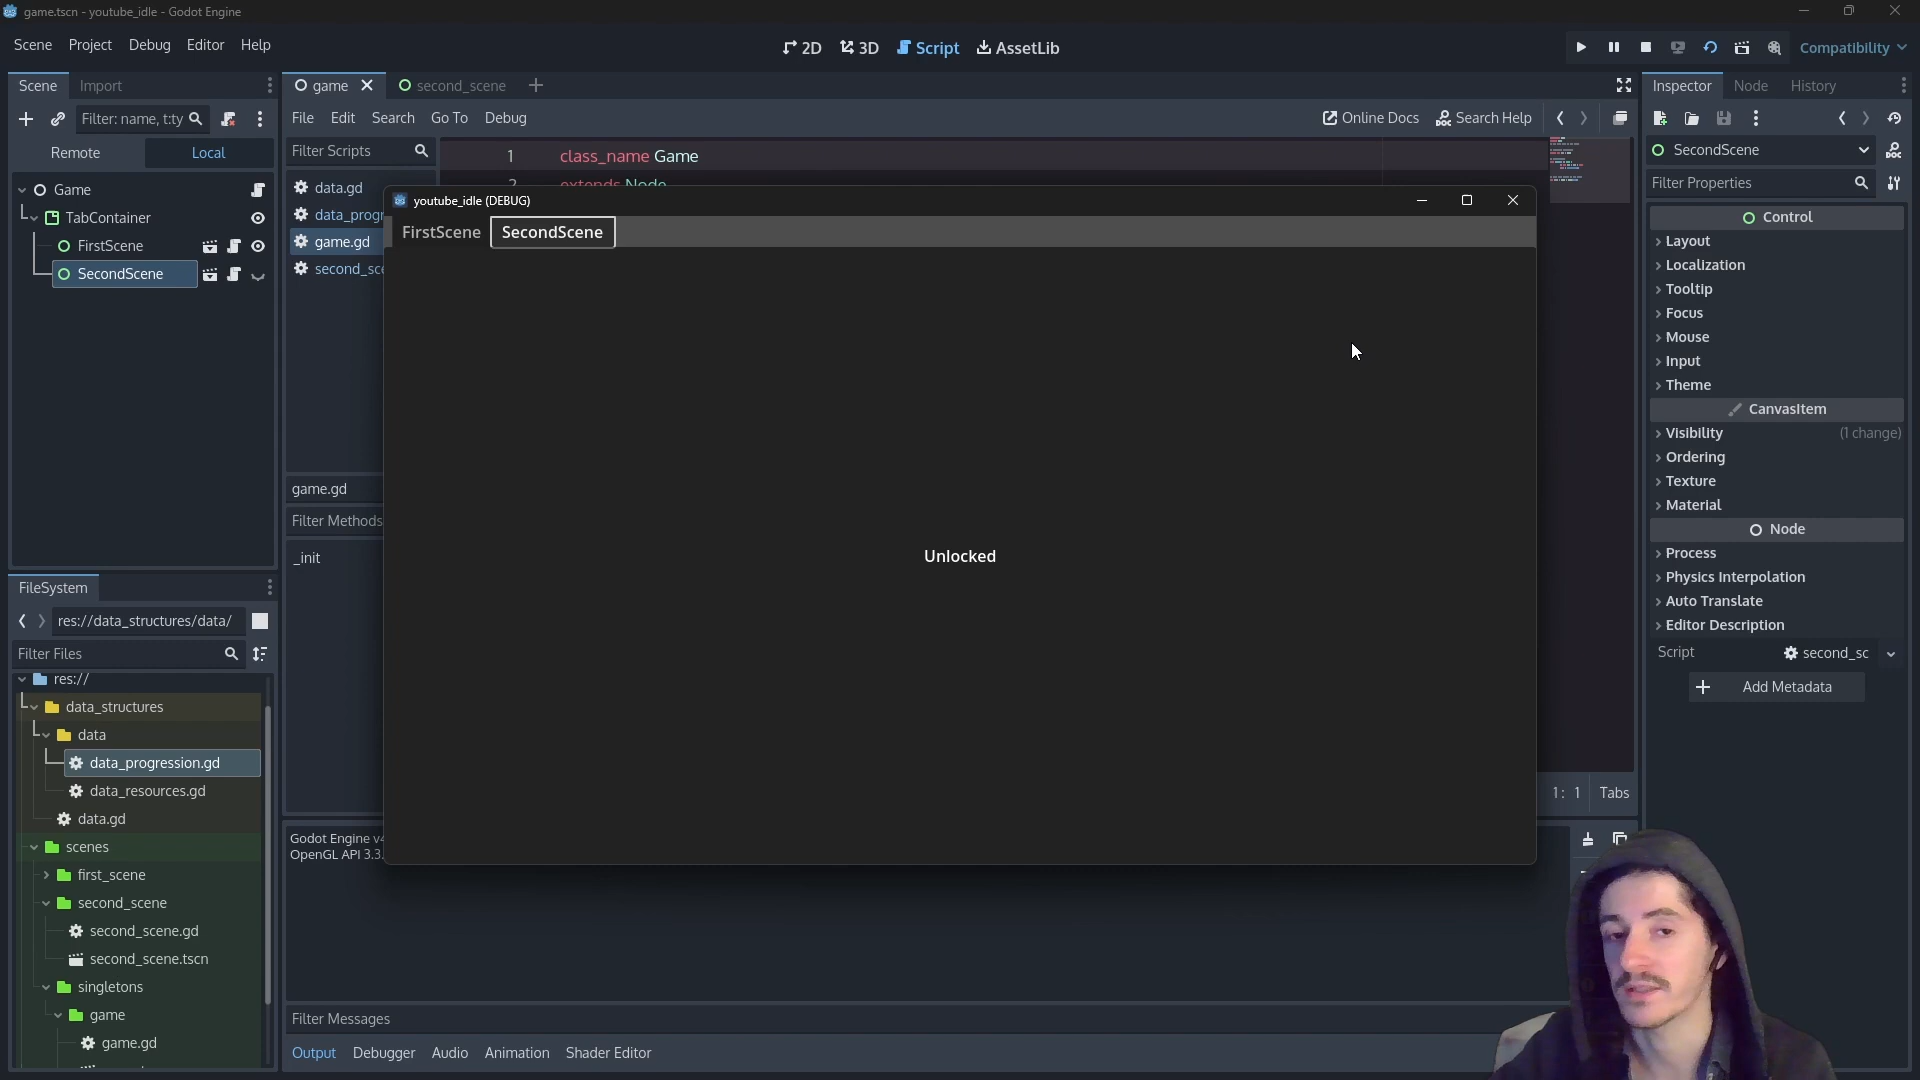 game.tscn - youtube_idle - Godot Engine
Scene Project Debug Editor Help
2D 3D Script AssetLib
Compatibility
Scene Import
game second_scene
Inspector Node History
Filter: name, t:ty
File Edit Search Go To Debug
Online Docs Search Help
Remote Local
Filter Scripts
1 class_name Game
2 extends Node
SecondScene
Filter Properties
Game
TabContainer
FirstScene
SecondScene
data.gd
data_progr
game.gd
second_sce
youtube_idle (DEBUG)
FirstScene SecondScene
Unlocked
game.gd
Filter Methods
_init
Control
Layout
Localization
Tooltip
Focus
Mouse
Input
Theme
CanvasItem
Visibility (1 change)
Ordering
Texture
Material
Node
Process
Physics Interpolation
Auto Translate
Editor Description
Script second_sc
Add Metadata
FileSystem
res://data_structures/data/
Filter Files
res://
data_structures
data
data_progression.gd
data_resources.gd
data.gd
scenes
first_scene
second_scene
second_scene.gd
second_scene.tscn
singletons
game
game.gd
1 : 1 Tabs
Godot Engine v4
OpenGL API 3.3.
Filter Messages
Output Debugger Audio Animation Shader Editor